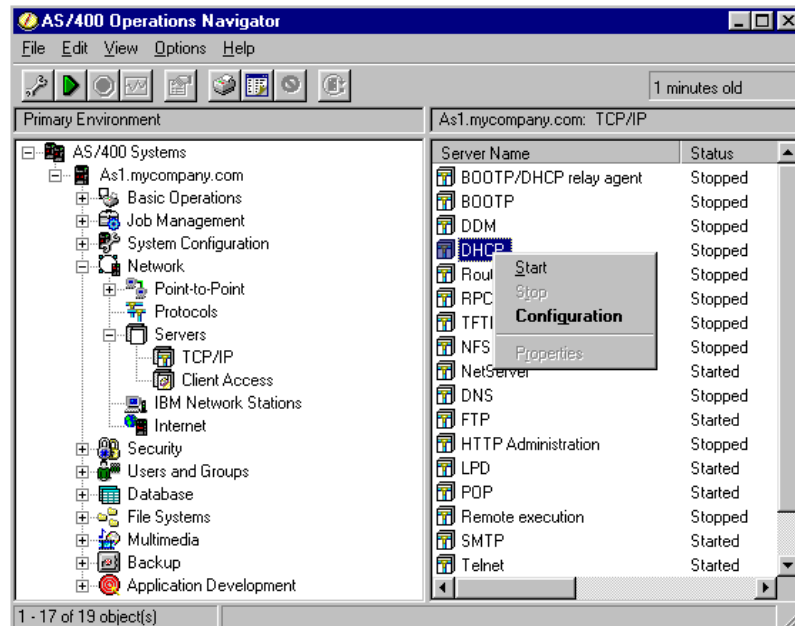 AS/400 Operations Navigator
File Edit View Options Help
1 minutes old
Primary Environment
As1.mycompany.com: TCP/IP
AS/400 Systems
As1.mycompany.com
Basic Operations
Job Management
System Configuration
Network
Point-to-Point
Protocols
Servers
TCP/IP
Client Access
IBM Network Stations
Internet
Security
Users and Groups
Database
File Systems
Multimedia
Backup
Application Development
Server Name Status
BOOTP/DHCP relay agent Stopped
BOOTP Stopped
DDM Stopped
DHCP Stopped
Rout Stopped
RPC Stopped
TFT Stopped
NFS Stopped
NetServer Started
DNS Stopped
FTP Started
HTTP Administration Stopped
LPD Started
POP Started
Remote execution Stopped
SMTP Started
Telnet Started
Start
Stop
Configuration
Properties
1 - 17 of 19 object(s)